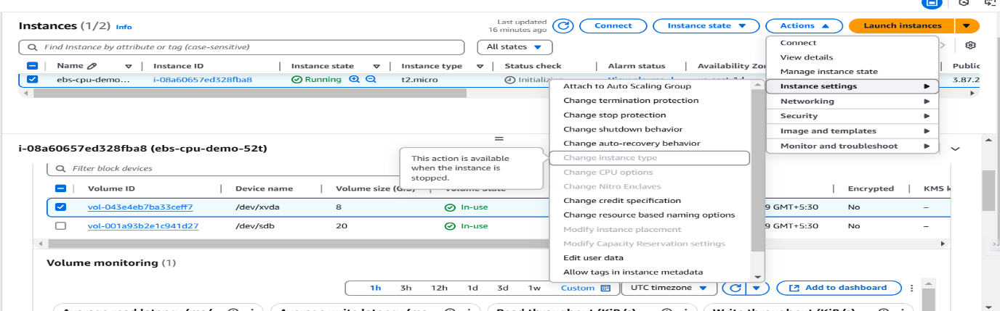 Instances (1/2) Info
Last updated
16 minutes ago
Connect
Instance state
Actions
Launch instances
Find Instance by attribute or tag (case-sensitive)
All states
Connect
View details
Manage instance state
Instance settings
Networking
Security
Image and templates
Monitor and troubleshoot
Name
Instance ID
Instance state
Instance type
Status check
Alarm status
Availability Zo
Public
ebs-cpu-demo...
i-08a60657ed328fba8
Running
t2.micro
Initializin
3.87.2
Attach to Auto Scaling Group
Change termination protection
Change stop protection
Change shutdown behavior
Change auto-recovery behavior
Change instance type
Change CPU options
Change Nitro Enclaves
Change credit specification
Change resource based naming options
Modify instance placement
Modify Capacity Reservation settings
Edit user data
Allow tags in instance metadata
This action is available
when the instance is
stopped.
i-08a60657ed328fba8 (ebs-cpu-demo-52t)
Filter block devices
Volume ID
Device name
Volume size (GiB)
Volume State
Encrypted
KMS k
vol-043e4eb7ba33ceff7
/dev/xvda
8
In-use
9 GMT+5:30
No
–
vol-001a93b2e1c941d27
/dev/sdb
20
In-use
9 GMT+5:30
No
–
Volume monitoring (1)
1h
3h
12h
1d
3d
1w
Custom
UTC timezone
Add to dashboard